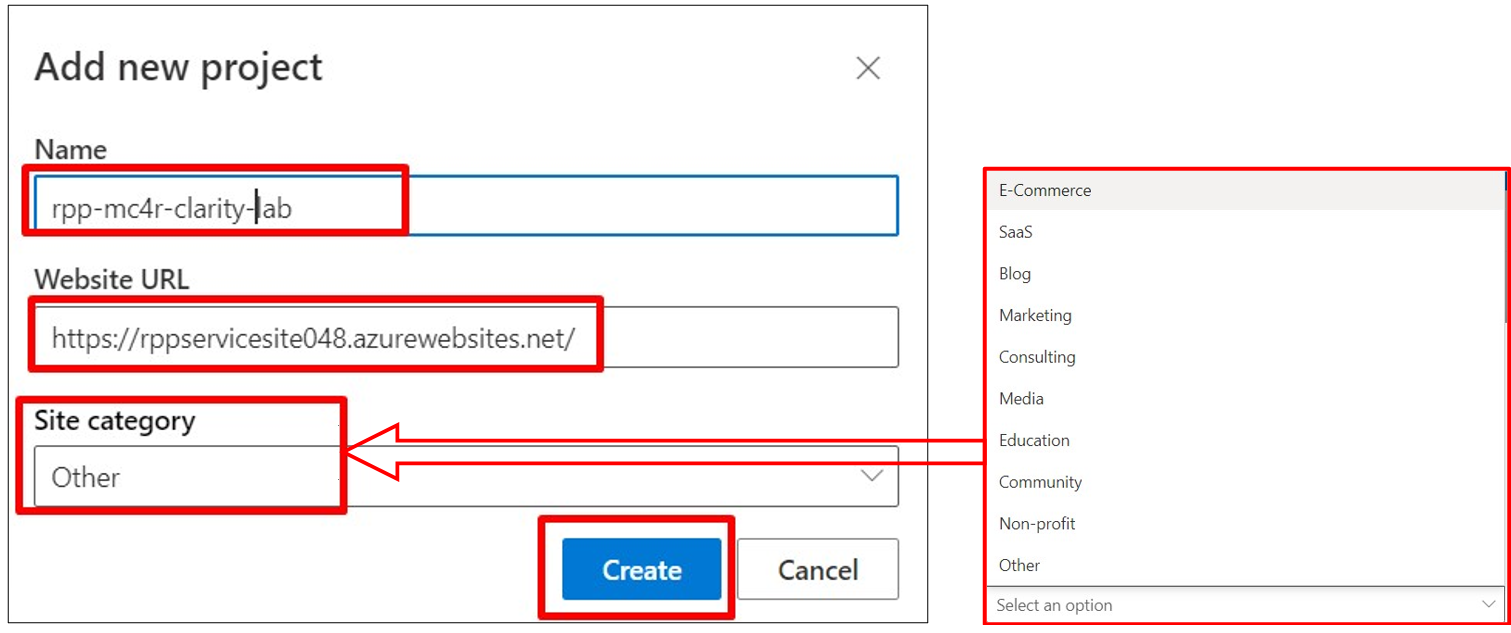 Add new project
Name
rpp-mc4r-clarity-lab
Website URL
https://rppservicesite048.azurewebsites.net/
Site category
Other
Create
Cancel
E-Commerce
SaaS
Blog
Marketing
Consulting
Media
Education
Community
Non-profit
Other
Select an option